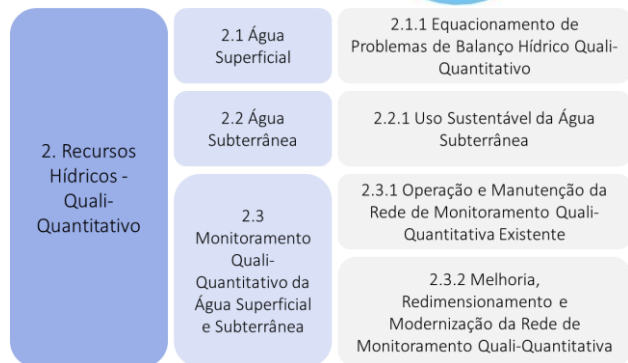 2. Recursos
Hídricos -
Quali-
Quantitativo
2.1 Água
Superficial
2.1.1 Equacionamento de
Problemas de Balanço Hídrico Quali-
Quantitativo
2.2 Água
Subterrânea
2.2.1 Uso Sustentável da Água
Subterrânea
2.3
Monitoramento
Quali-
Quantitativo da
Água Superficial
e Subterrânea
2.3.1 Operação e Manutenção da
Rede de Monitoramento Quali-
Quantitativa Existente
2.3.2 Melhoria,
Redimensionamento e
Modernização da Rede de
Monitoramento Quali-Quantitativa